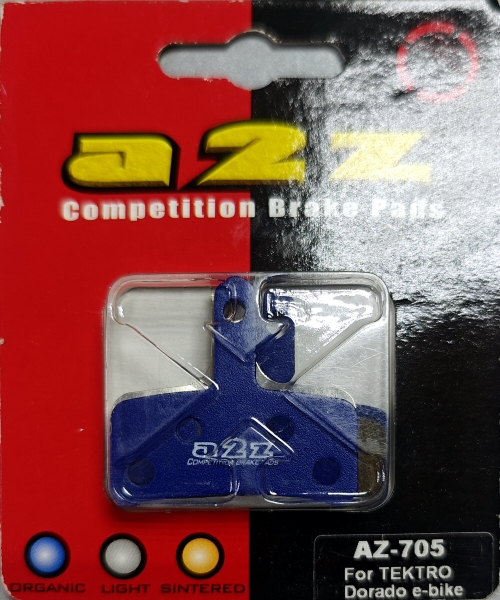 a2z
Competition Brake Pads
a2z
COMPETITION BRAKE PADS
ORGANIC LIGHT SINTERED
AZ-705
For TEKTRO
Dorado e-bike